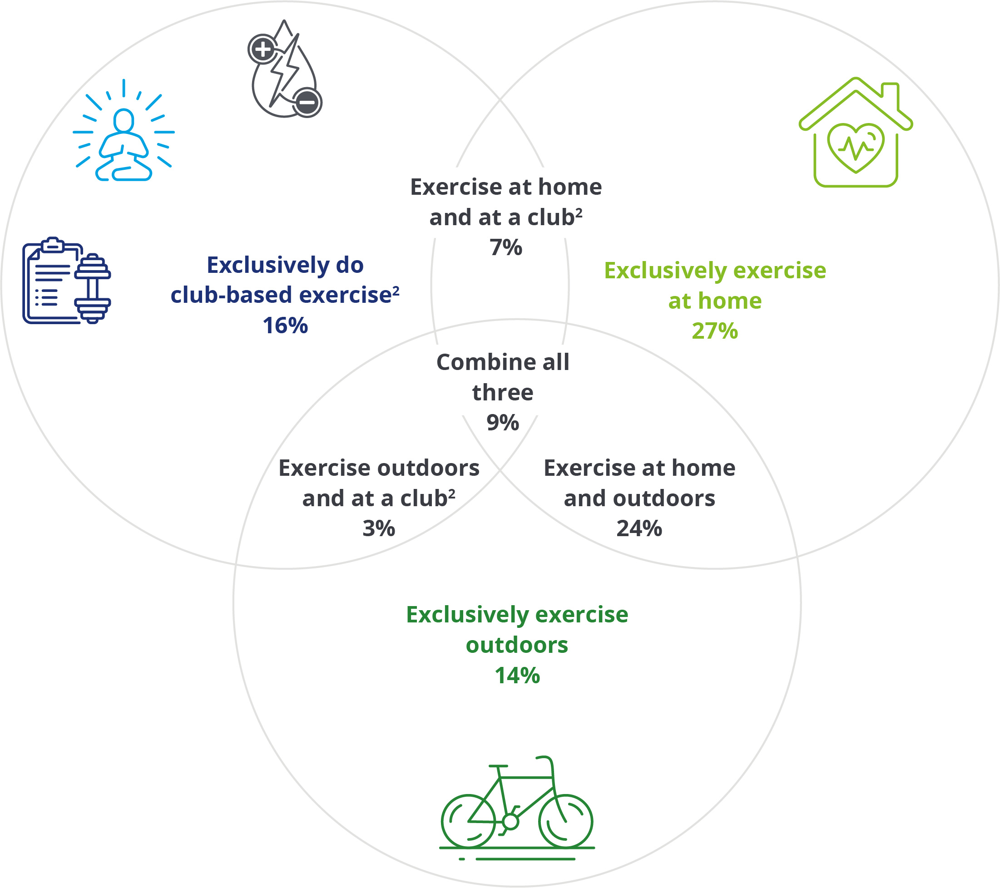 Exercise at home
and at a club²
7%
Exclusively do
club-based exercise²
16%
Exclusively exercise
at home
27%
Combine all
three
9%
Exercise outdoors
and at a club²
3%
Exercise at home
and outdoors
24%
Exclusively exercise
outdoors
14%